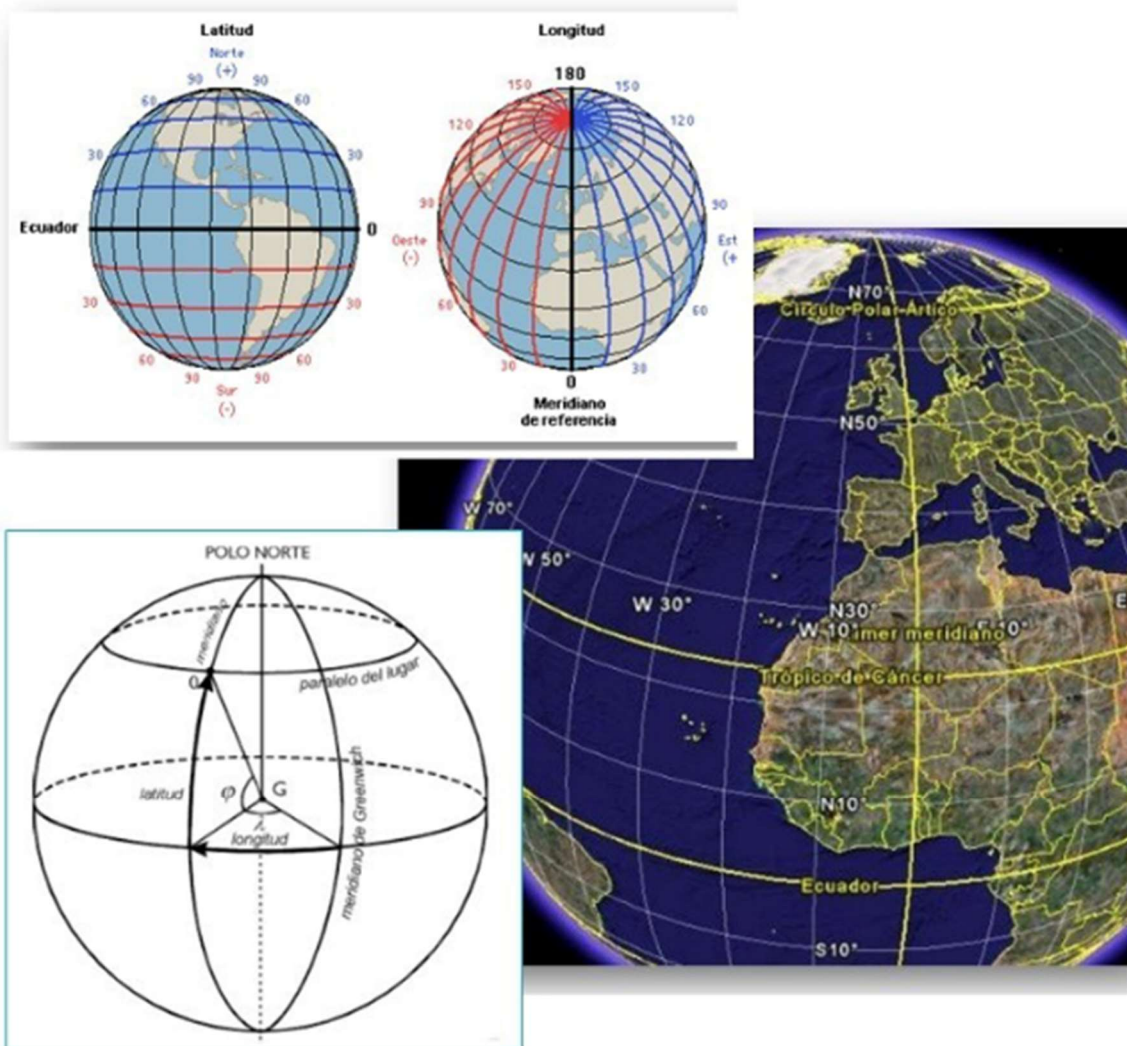 Latitud
Norte
(+)
90
90
60
60
30
30
Ecuador
0
30
30
60
60
90
90
Sur
(-)
Longitud
180
150
150
120
120
90
90
Oeste
(-)
Est
(+
60
60
30
30
0
Meridiano
de referencia
N70°
Círculo Polar Ártico
N50°
W 70°
W 50°
W 30°
N30°
W 10°
imer meridiano
10°
E
Trópico de Cáncer
N10°
Ecuador
S10°
POLO NORTE
meridiano
0
paralelo del lugar
latitud
φ
G
λ
longitud
meridiano de Greenwich